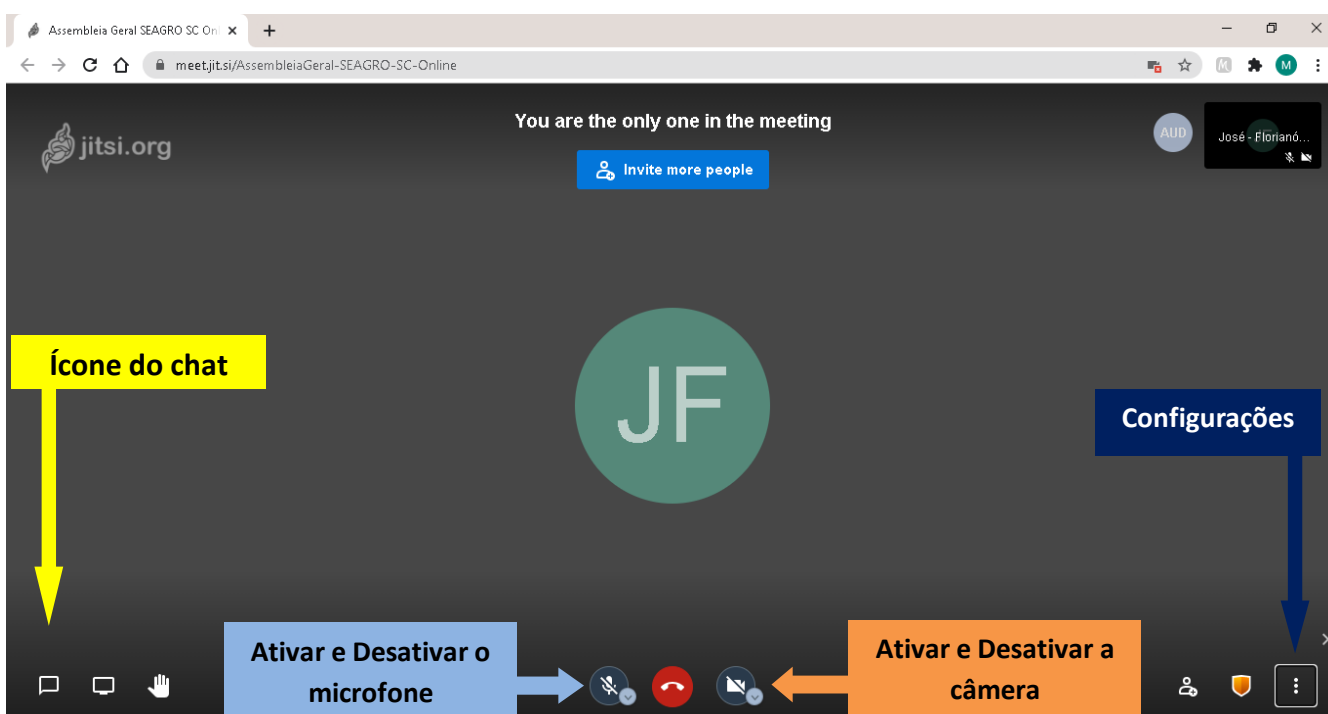 Assembleia Geral SEAGRO SC Onl
meet.jit.si/AssembleiaGeral-SEAGRO-SC-Online
M
jitsi.org
You are the only one in the meeting
Invite more people
AUD
José - Florianó...
Ícone do chat
JF
Configurações
Ativar e Desativar o
microfone
Ativar e Desativar a
câmera